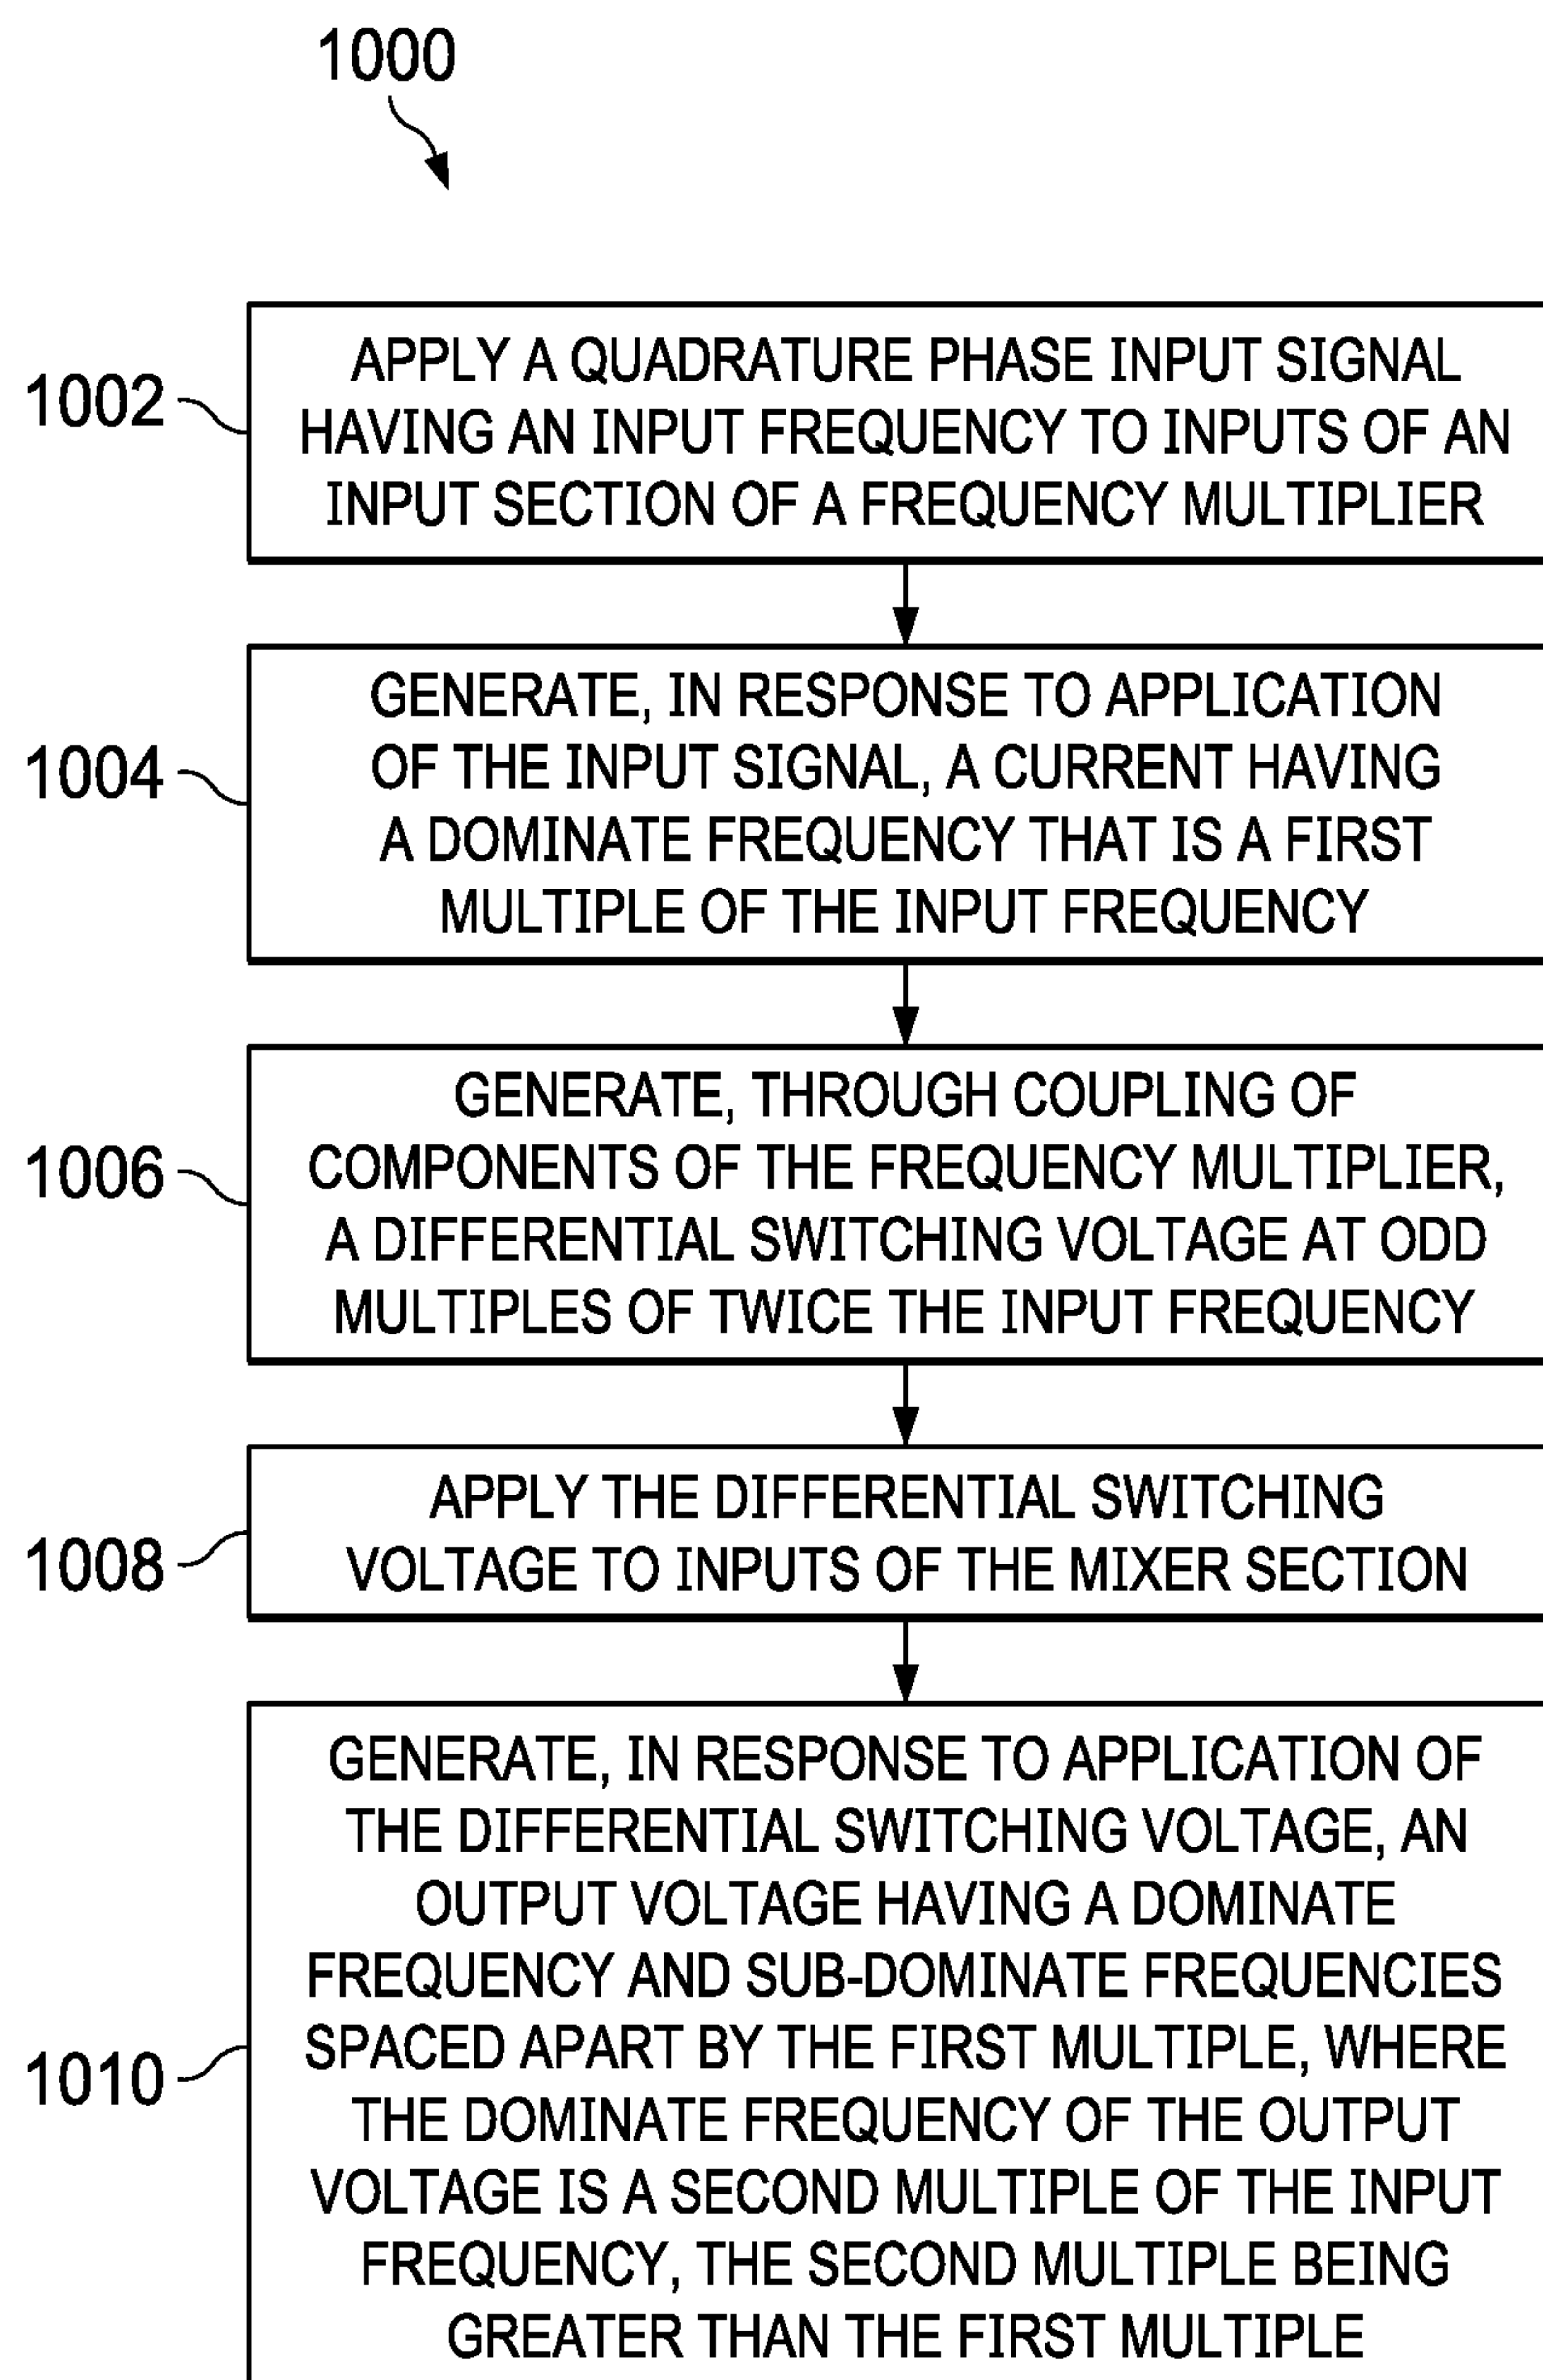 1000
1002
APPLY A QUADRATURE PHASE INPUT SIGNAL
HAVING AN INPUT FREQUENCY TO INPUTS OF AN
INPUT SECTION OF A FREQUENCY MULTIPLIER
1004
GENERATE, IN RESPONSE TO APPLICATION
OF THE INPUT SIGNAL, A CURRENT HAVING
A DOMINATE FREQUENCY THAT IS A FIRST
MULTIPLE OF THE INPUT FREQUENCY
1006
GENERATE, THROUGH COUPLING OF
COMPONENTS OF THE FREQUENCY MULTIPLIER,
A DIFFERENTIAL SWITCHING VOLTAGE AT ODD
MULTIPLES OF TWICE THE INPUT FREQUENCY
1008
APPLY THE DIFFERENTIAL SWITCHING
VOLTAGE TO INPUTS OF THE MIXER SECTION
1010
GENERATE, IN RESPONSE TO APPLICATION OF
THE DIFFERENTIAL SWITCHING VOLTAGE, AN
OUTPUT VOLTAGE HAVING A DOMINATE
FREQUENCY AND SUB-DOMINATE FREQUENCIES
SPACED APART BY THE FIRST MULTIPLE, WHERE
THE DOMINATE FREQUENCY OF THE OUTPUT
VOLTAGE IS A SECOND MULTIPLE OF THE INPUT
FREQUENCY, THE SECOND MULTIPLE BEING
GREATER THAN THE FIRST MULTIPLE